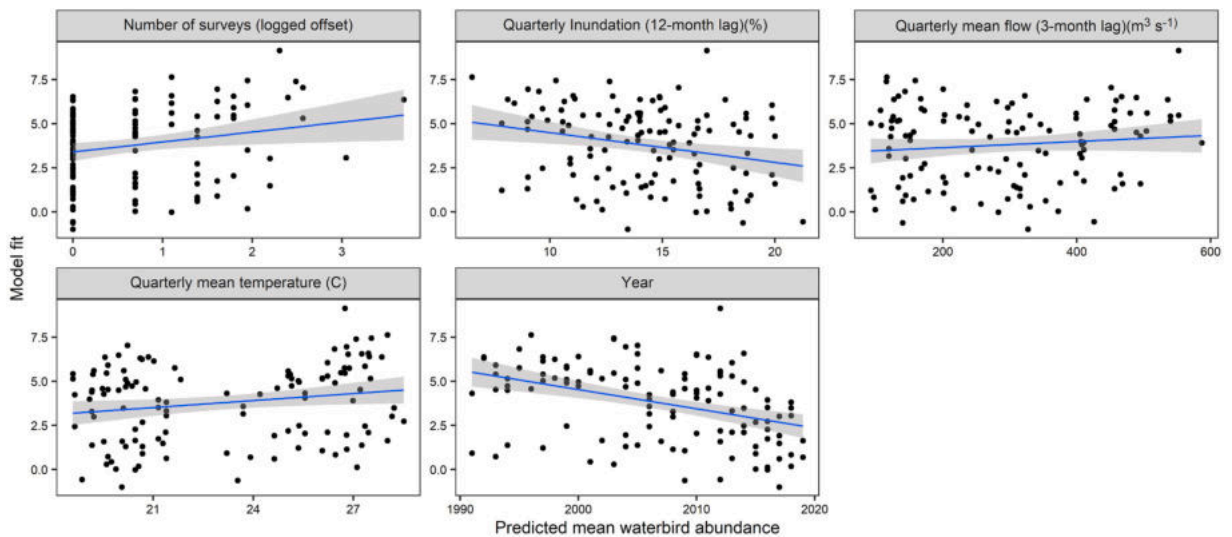 Number of surveys (logged offset)
Quarterly Inundation (12-month lag)(%)
Quarterly mean flow (3-month lag)(m³ s⁻¹)
7.5
5.0
2.5
0.0
0 1 2 3
10 15 20
200 400 600
Model fit
Quarterly mean temperature (C)
Year
7.5
5.0
2.5
0.0
21 24 27
1990 2000 2010 2020
Predicted mean waterbird abundance